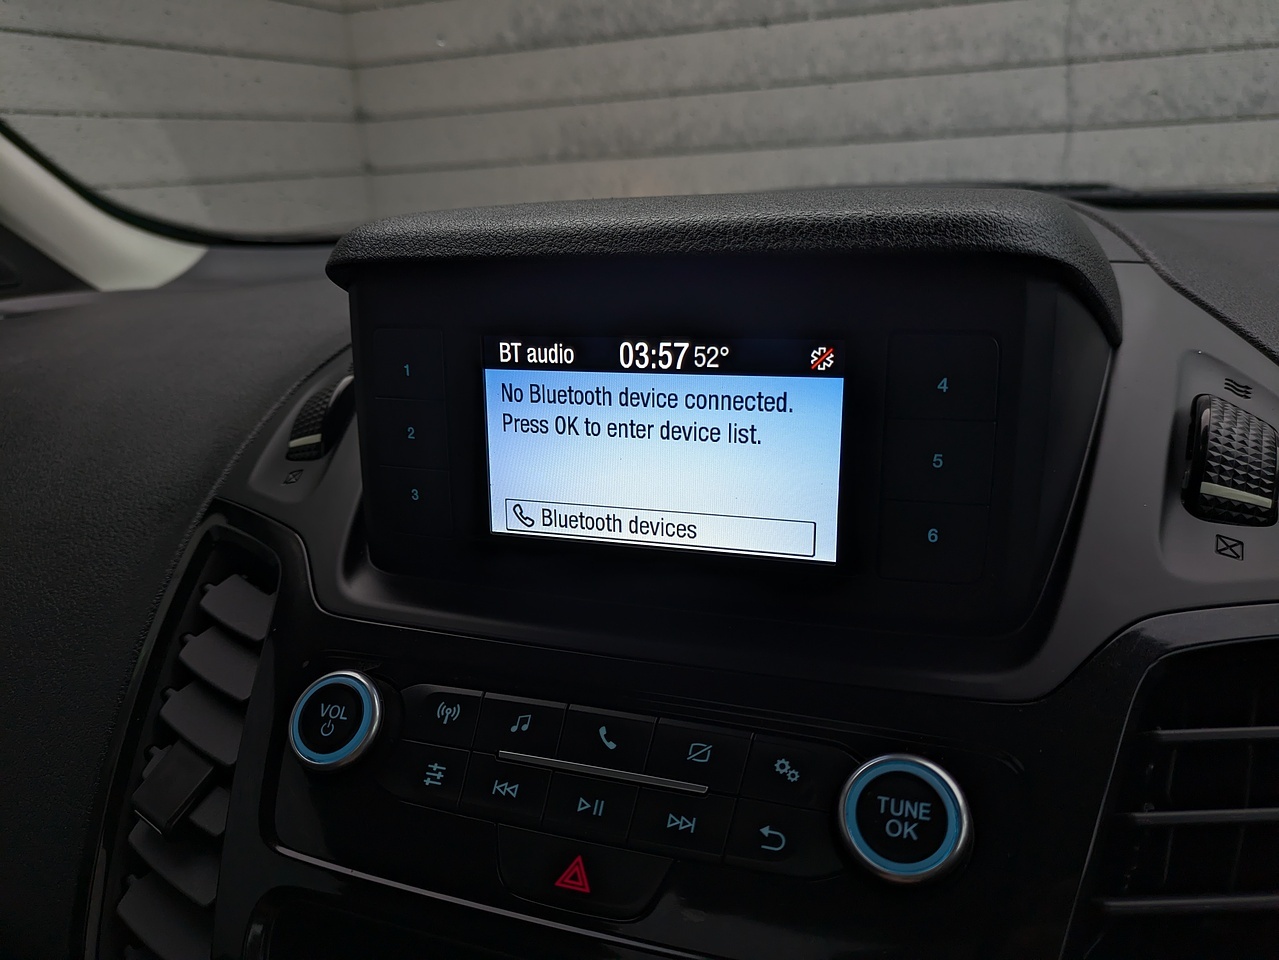 BT audio 03:57 52°
No Bluetooth device connected.
Press OK to enter device list.
Bluetooth devices
1
2
3
4
5
6
VOL
TUNE
OK